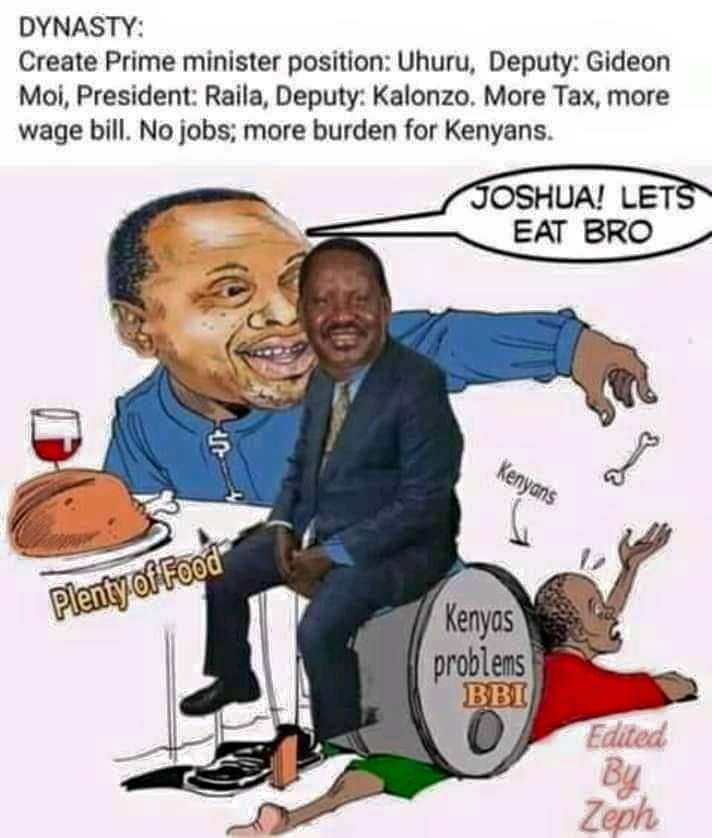 DYNASTY:
Create Prime minister position: Uhuru, Deputy: Gideon
Moi, President: Raila, Deputy: Kalonzo. More Tax, more
wage bill. No jobs; more burden for Kenyans.
JOSHUA! LETS
EAT BRO
$
Kenyans
Plenty of Food
Kenyas
problems
BBI
Edited
By
Zeph